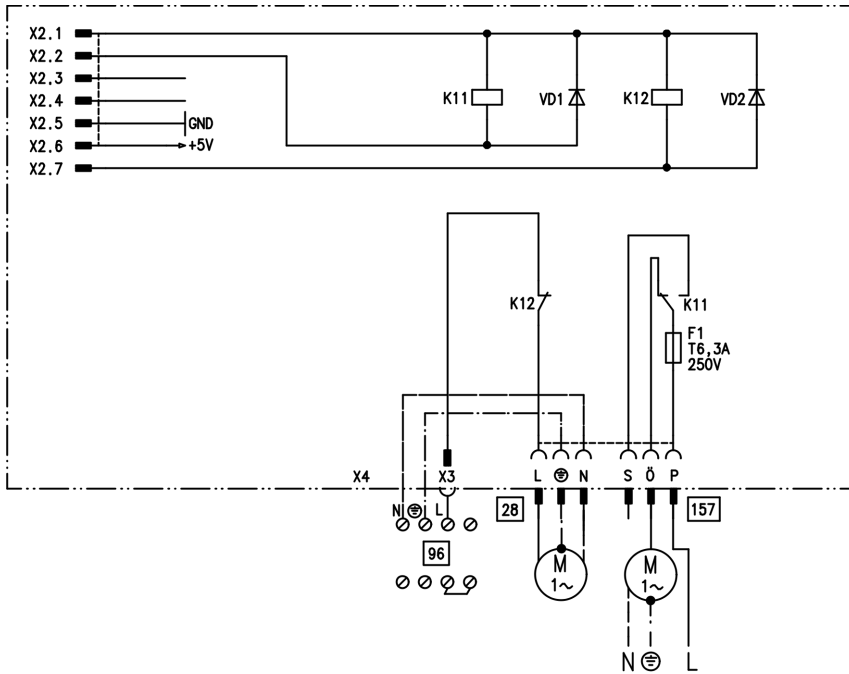 X2.1
X2.2
X2.3
X2.4
X2.5 GND
X2.6 +5V
X2.7
K11 VD1 K12 VD2
K12 K11
F1
T6,3A
250V
X4 X3 L N S Ö P
N L 28 157
96
M
1~
M
1~
N L